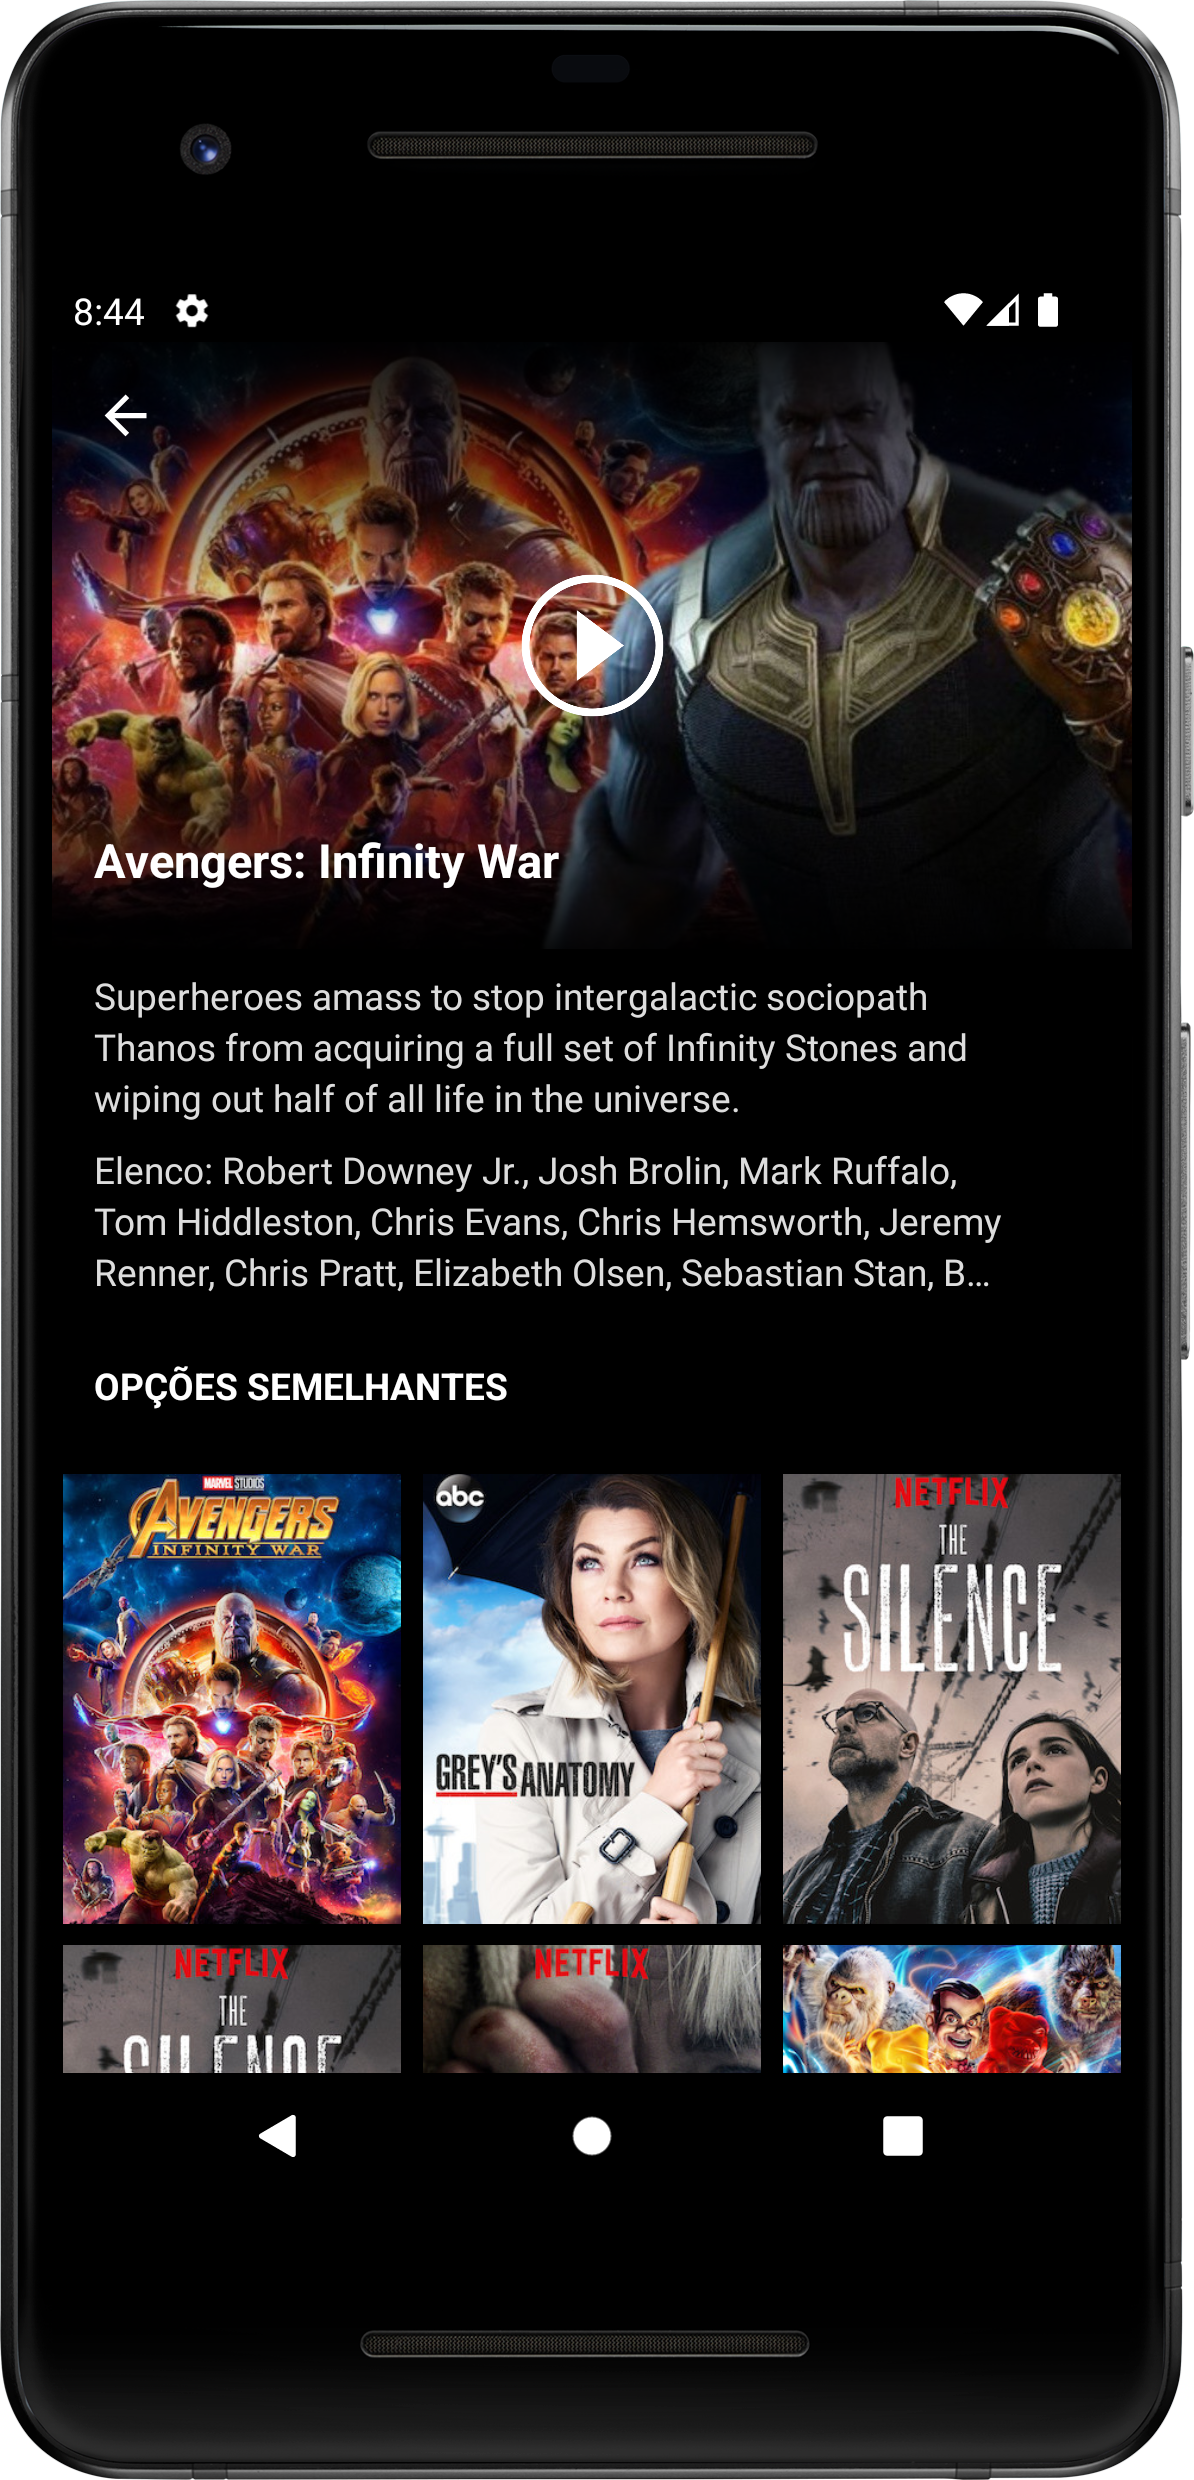 8:44
Avengers: Infinity War
Superheroes amass to stop intergalactic sociopath
Thanos from acquiring a full set of Infinity Stones and
wiping out half of all life in the universe.
Elenco: Robert Downey Jr., Josh Brolin, Mark Ruffalo,
Tom Hiddleston, Chris Evans, Chris Hemsworth, Jeremy
Renner, Chris Pratt, Elizabeth Olsen, Sebastian Stan, B...
OPÇÕES SEMELHANTES
MARVEL STUDIOS
AVENGERS
INFINITY WAR
abc
GREY'S ANATOMY
NETFLIX
THE
SILENCE
NETFLIX
THE
SILENCE
NETFLIX